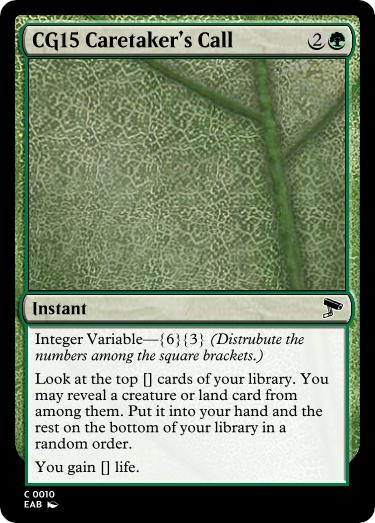 CG15 Caretaker's Call 2
Instant
Integer Variable—{6}{3} (Distrubute the
numbers among the square brackets.)
Look at the top [] cards of your library. You
may reveal a creature or land card from
among them. Put it into your hand and the
rest on the bottom of your library in a
random order.
You gain [] life.
C 0010
EAB